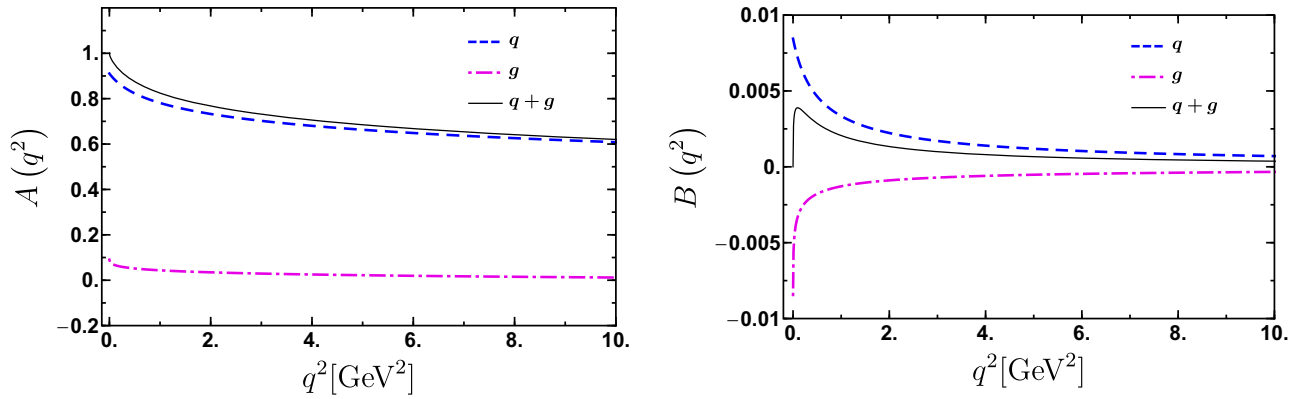 1.
0.8
0.6
0.4
0.2
0.
−0.2
0. 2. 4. 6. 8. 10.
A (q²)
q²[GeV²]
q
g
q + g
0.01
0.005
0.
−0.005
−0.01
0. 2. 4. 6. 8. 10.
B (q²)
q²[GeV²]
q
g
q + g